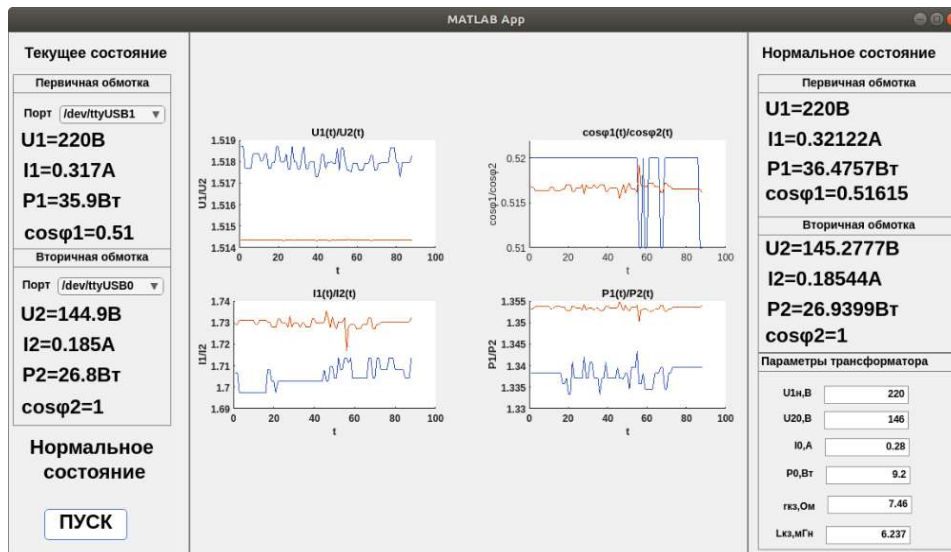 MATLAB App
Текущее состояние
Первичная обмотка
Порт /dev/ttyUSB1
U1=220В
I1=0.317А
P1=35.9Вт
cosφ1=0.51
Вторичная обмотка
Порт /dev/ttyUSB0
U2=144.9В
I2=0.185А
P2=26.8Вт
cosφ2=1
Нормальное
состояние
ПУСК
U1(t)/U2(t)
U1/U2
1.519
1.518
1.517
1.515
1.514
0 20 40 60 80 100
t
cosφ1(t)/cosφ2(t)
cosφ1/cosφ2
0.52
0.515
0.51
0 20 40 60 80 100
t
I1(t)/I2(t)
I1/I2
1.74
1.73
1.72
1.71
1.7
1.69
0 20 40 60 80 100
t
P1(t)/P2(t)
P1/P2
1.355
1.35
1.345
1.34
1.335
1.33
0 20 40 60 80 100
t
Нормальное состояние
Первичная обмотка
U1=220В
I1=0.32122А
P1=36.4757Вт
cosφ1=0.51615
Вторичная обмотка
U2=145.2777В
I2=0.18544А
P2=26.9399Вт
cosφ2=1
Параметры трансформатора
U1н,В 220
U20,В 146
I0,А 0.28
P0,Вт 9.2
rкз,Ом 7.46
Lкз,мГн 6.237